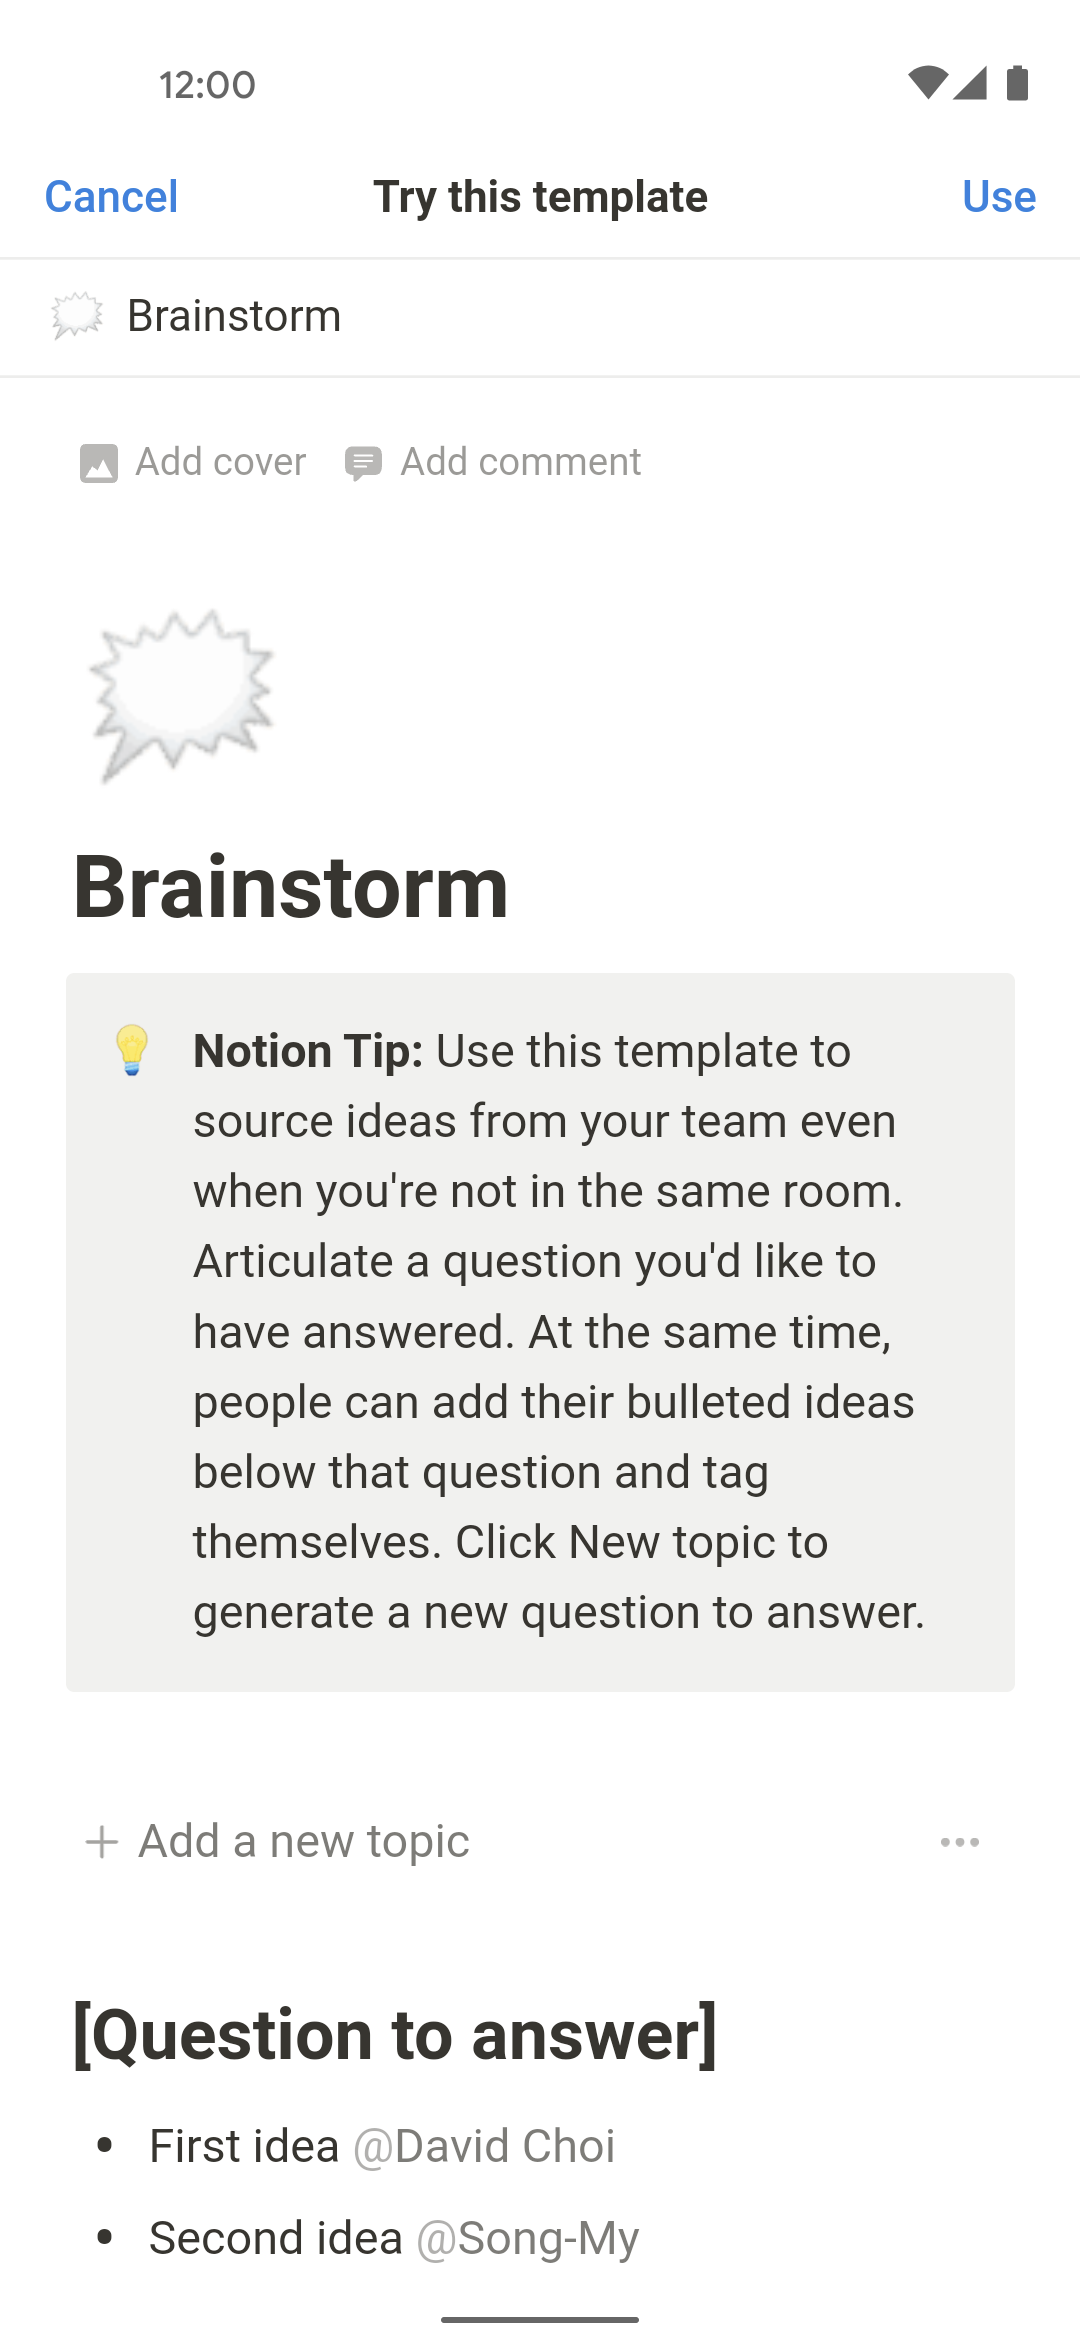 12:00
Cancel Try this template Use
Brainstorm
Add cover Add comment
Brainstorm
Notion Tip: Use this template to
source ideas from your team even
when you're not in the same room.
Articulate a question you'd like to
have answered. At the same time,
people can add their bulleted ideas
below that question and tag
themselves. Click New topic to
generate a new question to answer.
+ Add a new topic ...
[Question to answer]
• First idea @David Choi
• Second idea @Song-My